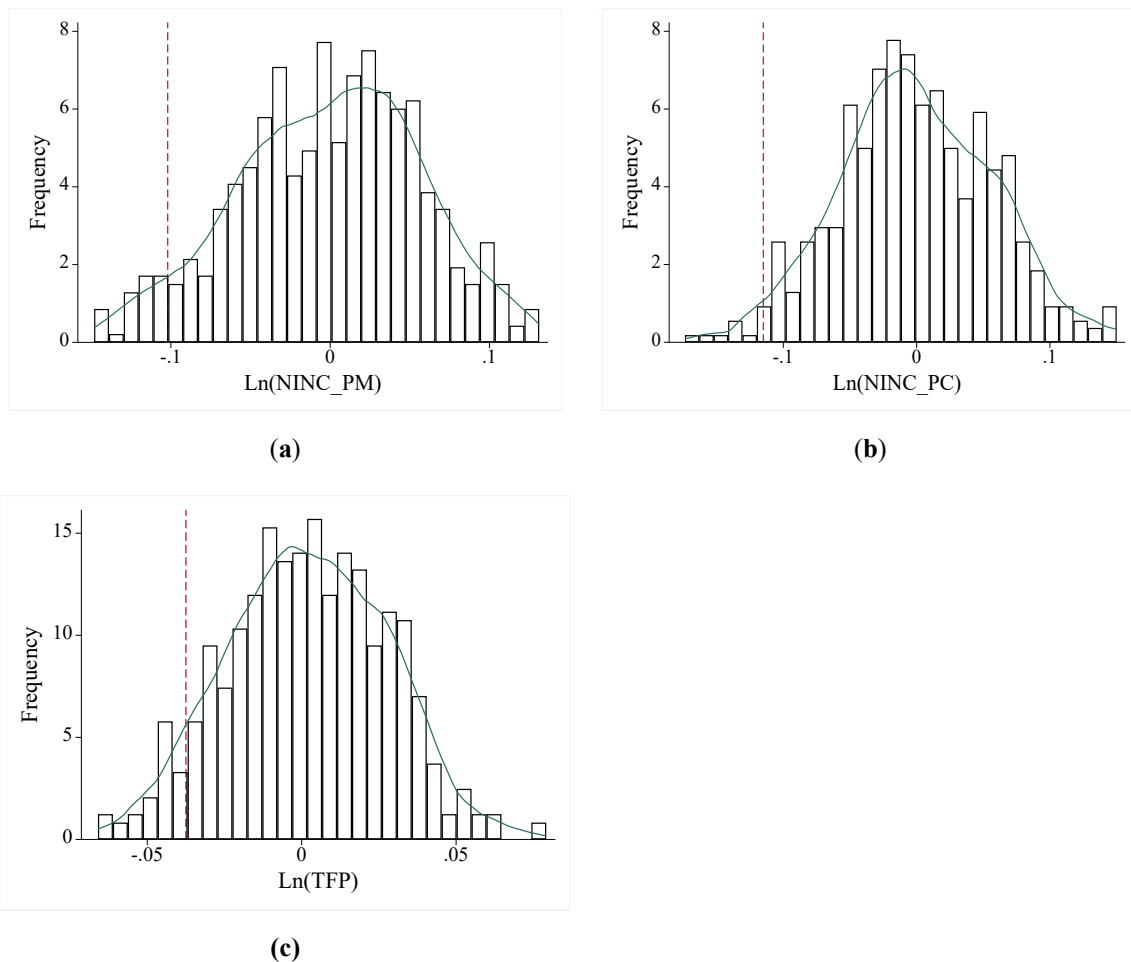 8
6
4
2
0
Frequency
-.1
0
.1
Ln(NINC_PM)
(a)
8
6
4
2
0
Frequency
-.1
0
.1
Ln(NINC_PC)
(b)
15
10
5
0
Frequency
-.05
0
.05
Ln(TFP)
(c)